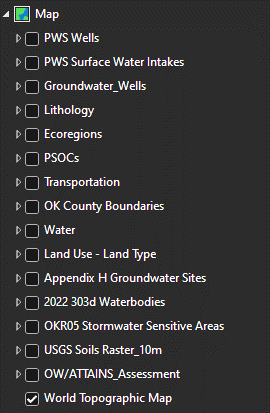 Map
PWS Wells
PWS Surface Water Intakes
Groundwater_Wells
Lithology
Ecoregions
PSOCs
Transportation
OK County Boundaries
Water
Land Use - Land Type
Appendix H Groundwater Sites
2022 303d Waterbodies
OKR05 Stormwater Sensitive Areas
USGS Soils Raster_10m
OW/ATTAINS_Assessment
World Topographic Map